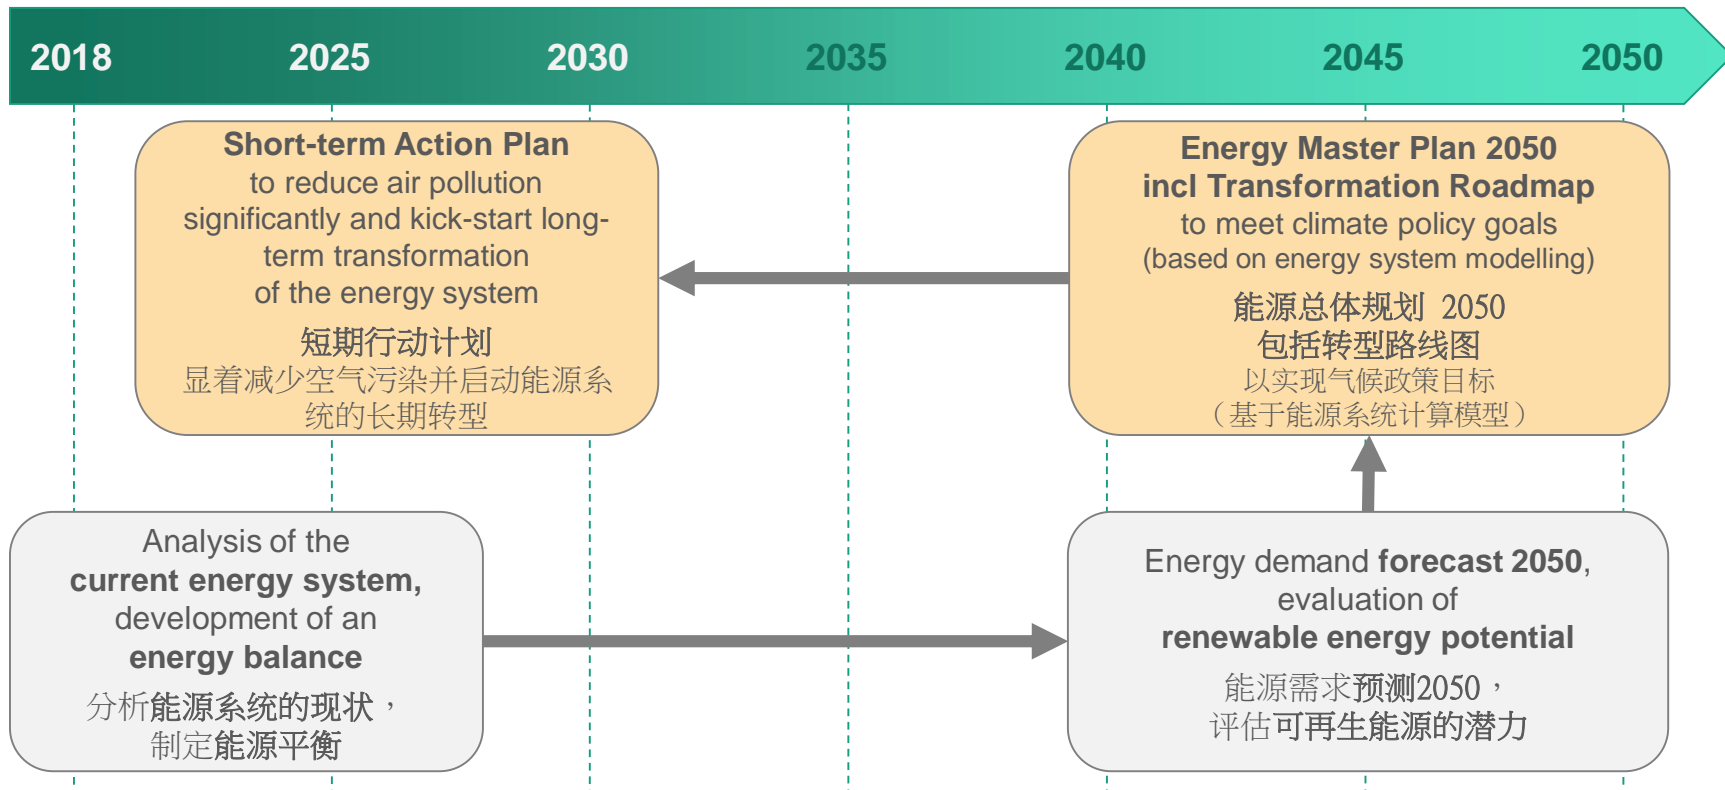 2018 2025 2030 2035 2040 2045 2050
Short-term Action Plan
to reduce air pollution
significantly and kick-start long-
term transformation
of the energy system
短期行动计划
显着减少空气污染并启动能源系
统的长期转型
Energy Master Plan 2050
incl Transformation Roadmap
to meet climate policy goals
(based on energy system modelling)
能源总体规划 2050
包括转型路线图
以实现气候政策目标
（基于能源系统计算模型）
Analysis of the
current energy system,
development of an
energy balance
分析能源系统的现状，
制定能源平衡
Energy demand forecast 2050,
evaluation of
renewable energy potential
能源需求预测2050，
评估可再生能源的潜力